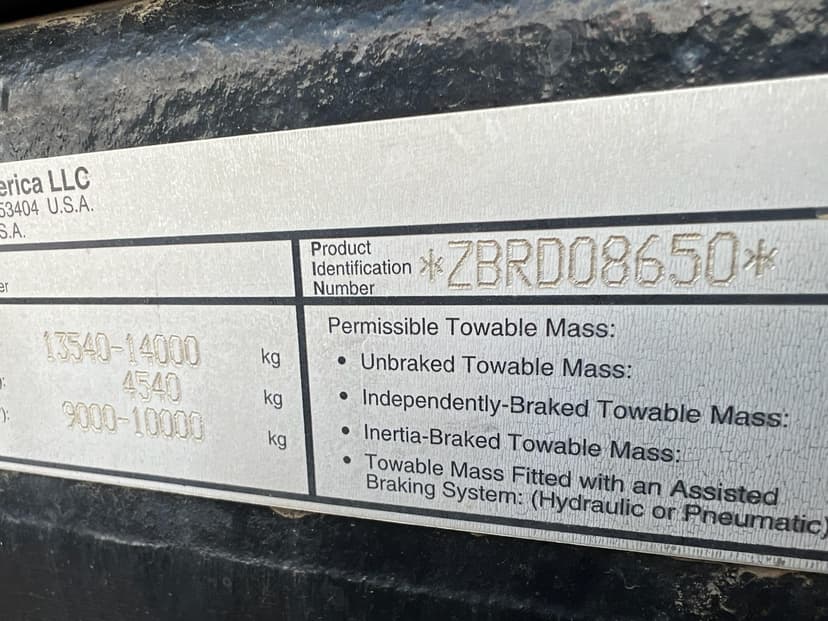 erica LLC
53404 U.S.A.
S.A.
er
Product
Identification
Number
*ZBRD08650*
13540-14000 kg
): 4540 kg
): 9000-10000 kg
Permissible Towable Mass:
• Unbraked Towable Mass:
• Independently-Braked Towable Mass:
• Inertia-Braked Towable Mass:
• Towable Mass Fitted with an Assisted
Braking System: (Hydraulic or Pneumatic)